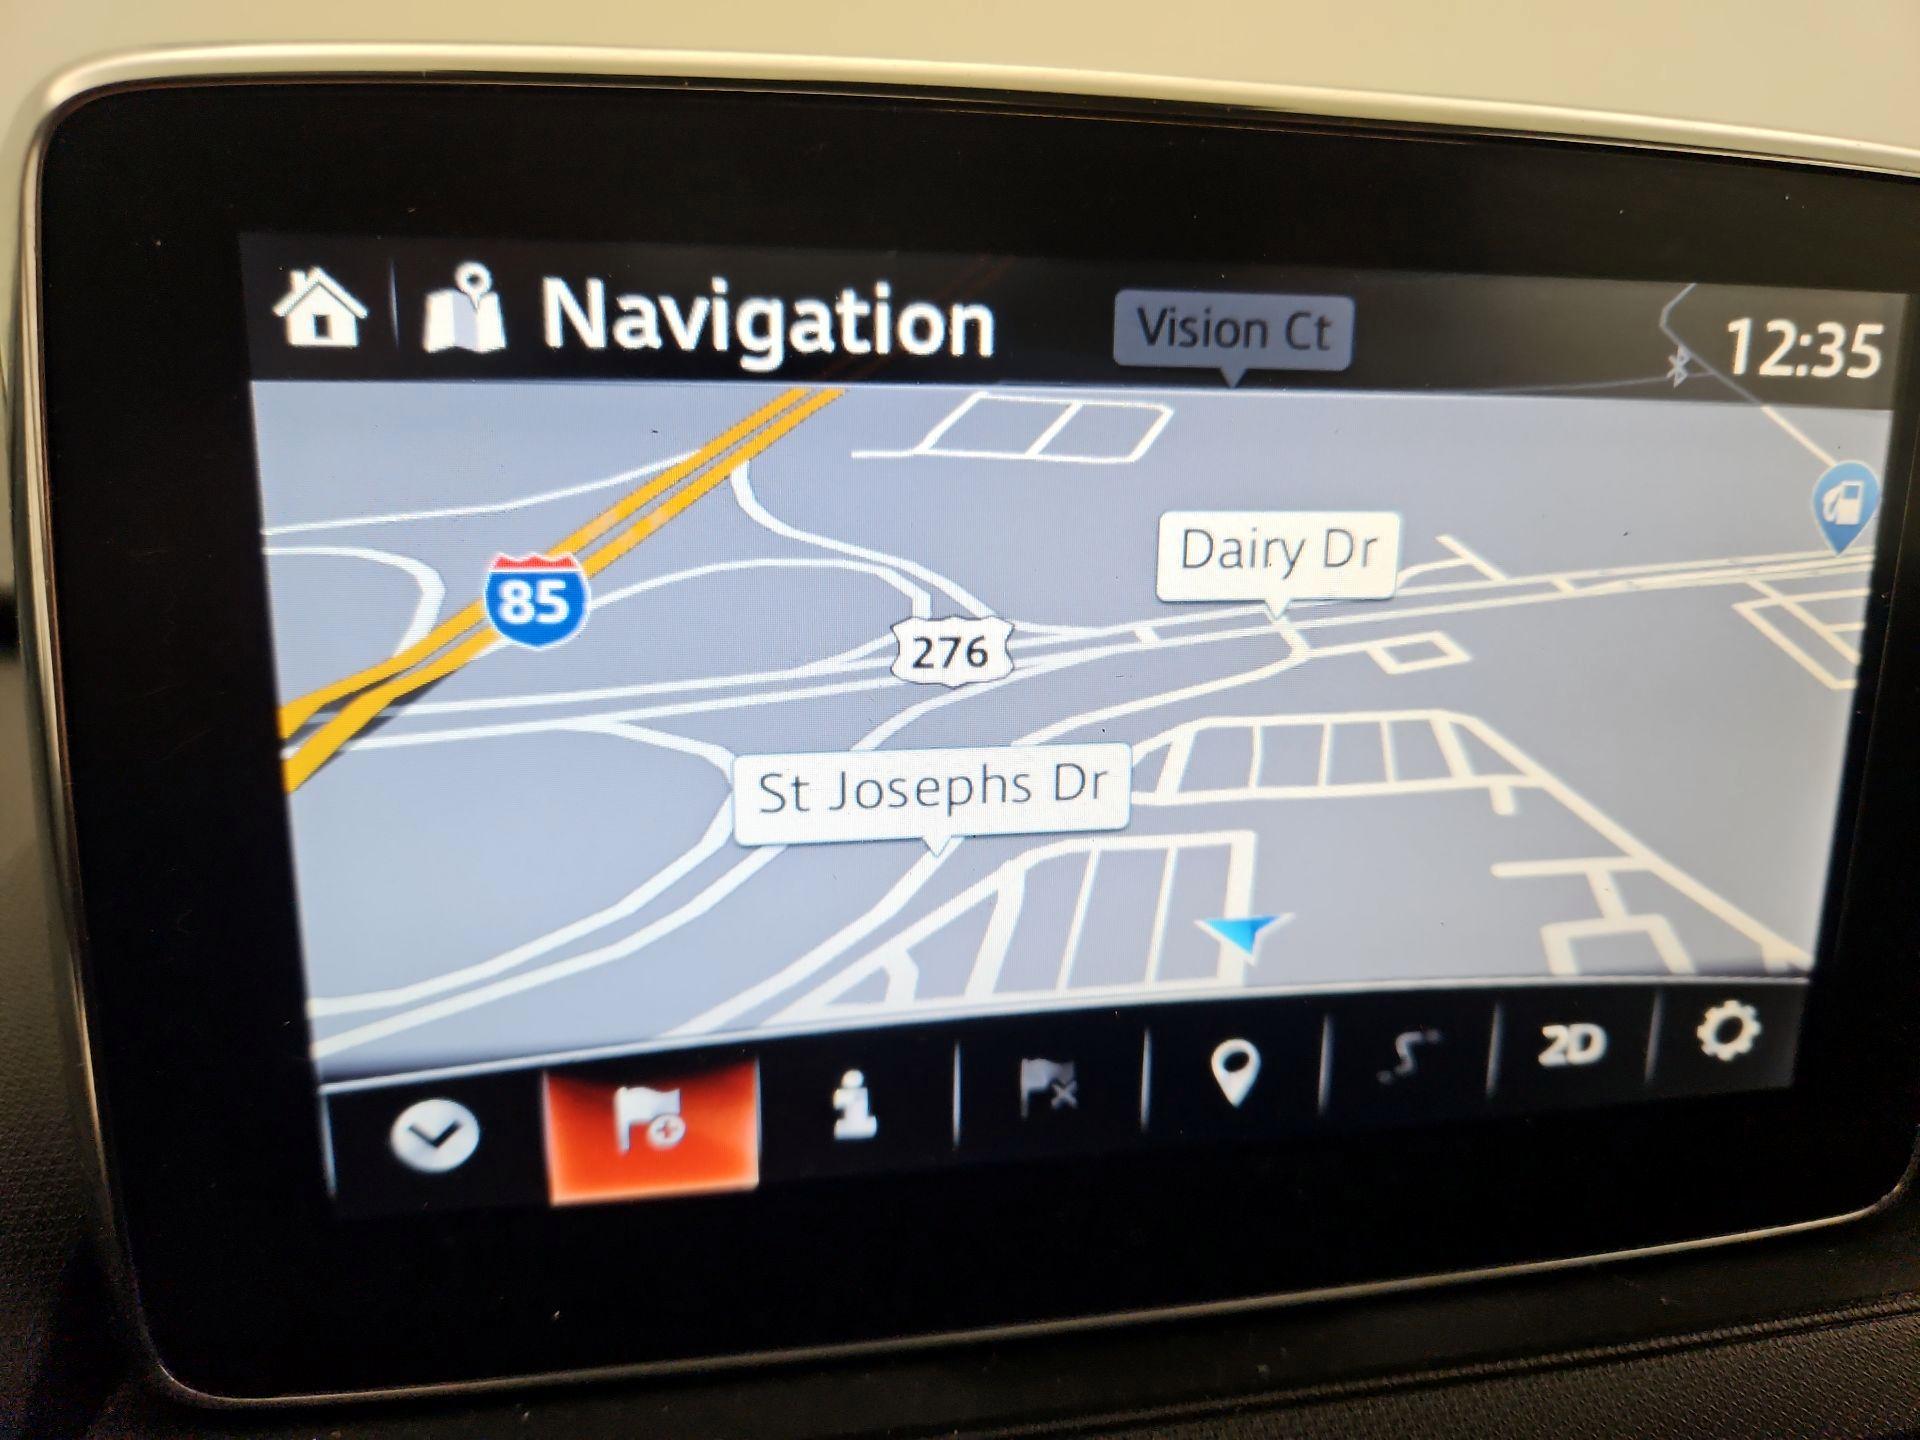 Navigation
Vision Ct
12:35
Dairy Dr
85
276
St Josephs Dr
2D